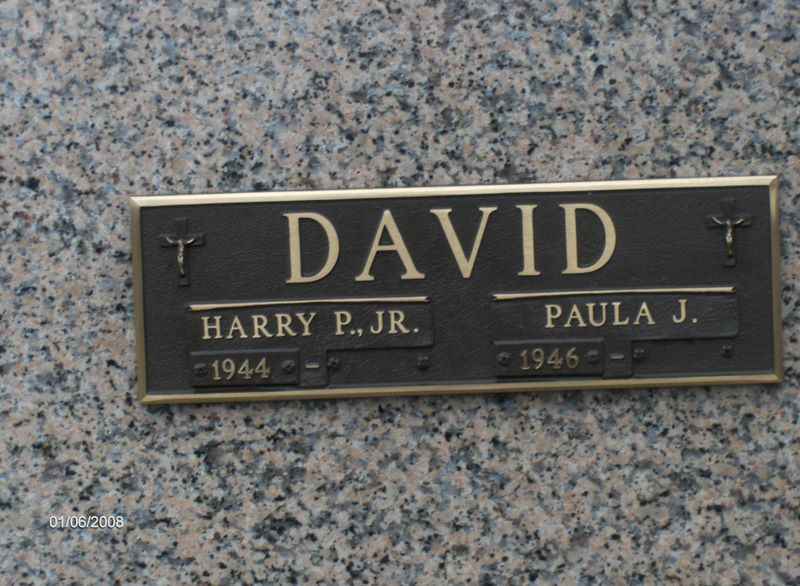 DAVID
HARRY P., JR.
1944 –
PAULA J.
1946 –
01/06/2008